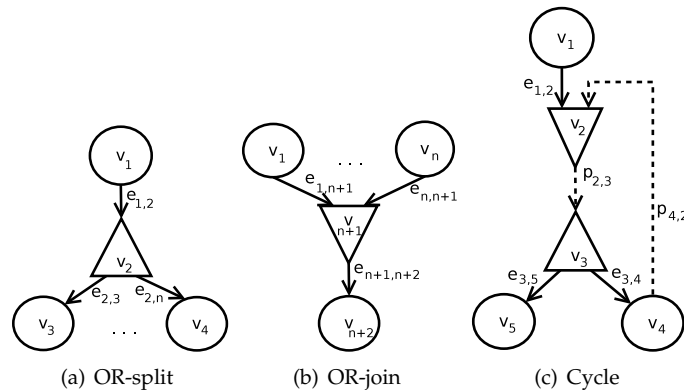 v1
e1,2
v2
e2,3
e2,n
v3
. . .
v4
(a) OR-split
v1
. . .
vn
e1,n+1
en,n+1
v
n+1
en+1,n+2
vn+2
(b) OR-join
v1
e1,2
v2
p2,3
p4,2
v3
e3,5
e3,4
v5
v4
(c) Cycle